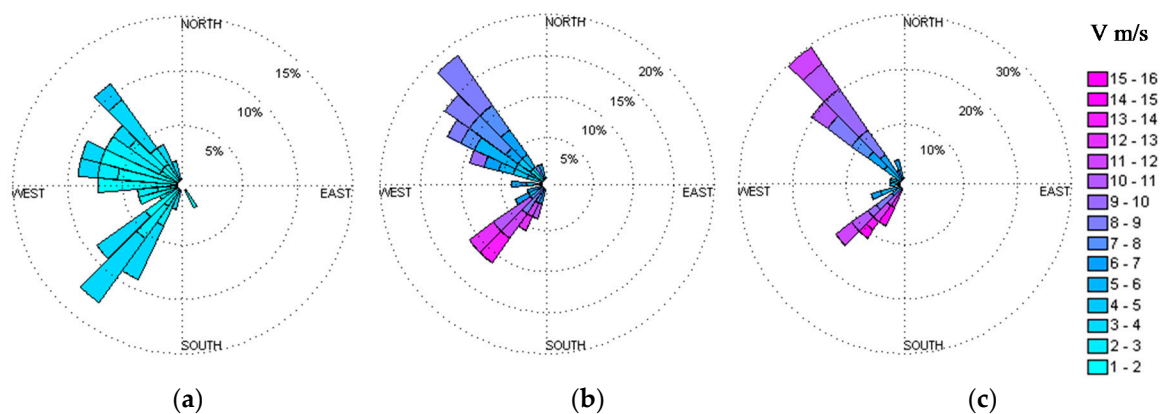 NORTH
15%
10%
5%
WEST
EAST
SOUTH
(a)
NORTH
20%
15%
10%
5%
WEST
EAST
SOUTH
(b)
NORTH
30%
20%
10%
WEST
EAST
SOUTH
(c)
V m/s
15 - 16
14 - 15
13 - 14
12 - 13
11 - 12
10 - 11
9 - 10
8 - 9
7 - 8
6 - 7
5 - 6
4 - 5
3 - 4
2 - 3
1 - 2